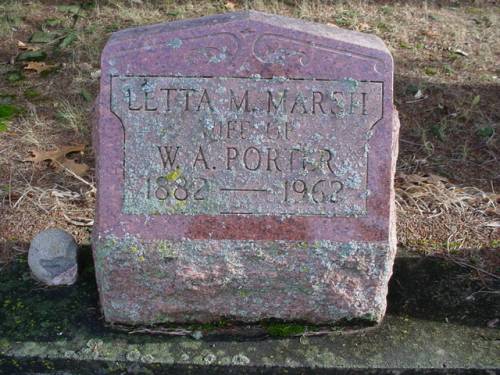 LETTA M. MARSH
WIFE OF
W. A. PORTER
1882 — 1962